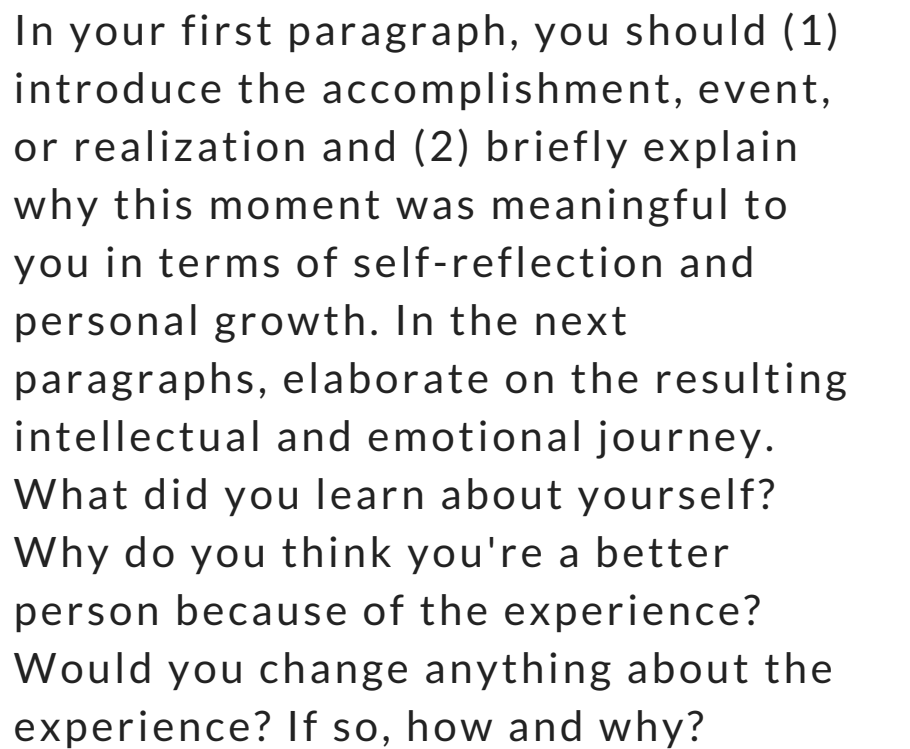 In your first paragraph, you should (1)
introduce the accomplishment, event,
or realization and (2) briefly explain
why this moment was meaningful to
you in terms of self-reflection and
personal growth. In the next
paragraphs, elaborate on the resulting
intellectual and emotional journey.
What did you learn about yourself?
Why do you think you're a better
person because of the experience?
Would you change anything about the
experience? If so, how and why?